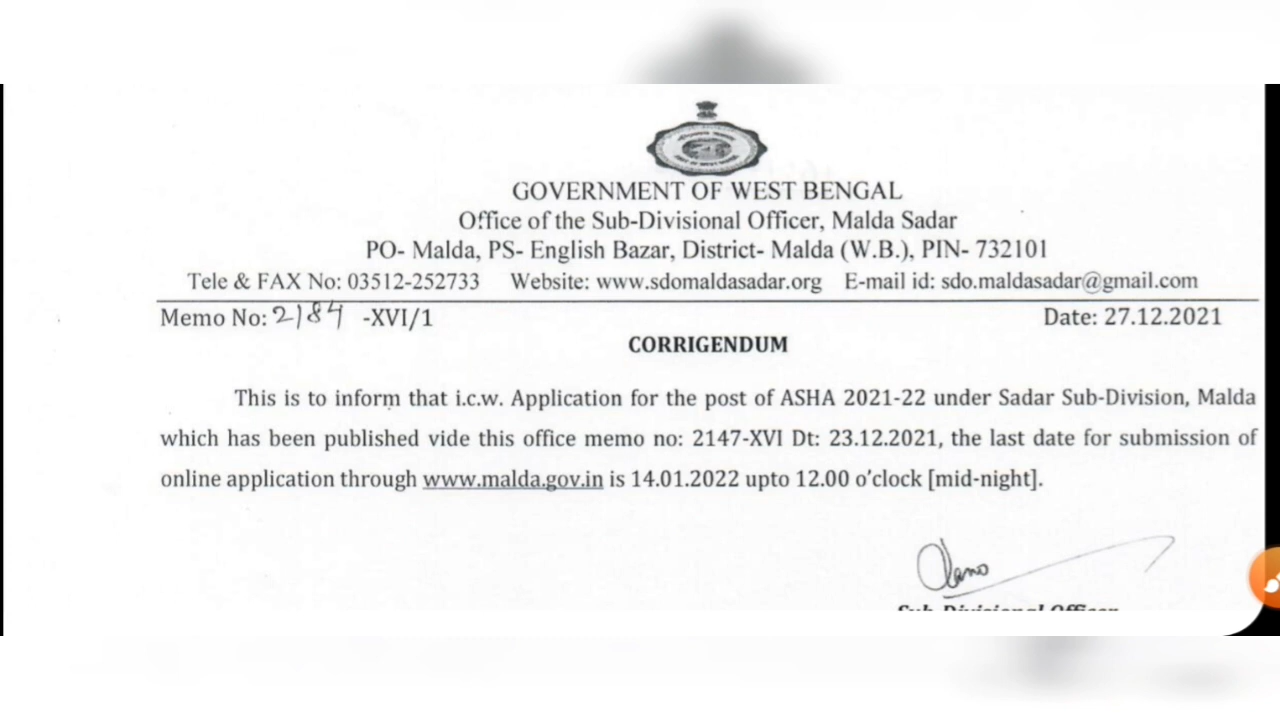 GOVERNMENT OF WEST BENGAL
Office of the Sub-Divisional Officer, Malda Sadar
PO- Malda, PS- English Bazar, District- Malda (W.B.), PIN- 732101
Tele & FAX No: 03512-252733 Website: www.sdomaldasadar.org E-mail id: sdo.maldasadar@gmail.com
Memo No: 2184 -XVI/1 Date: 27.12.2021
CORRIGENDUM
This is to inform that i.c.w. Application for the post of ASHA 2021-22 under Sadar Sub-Division, Malda
which has been published vide this office memo no: 2147-XVI Dt: 23.12.2021, the last date for submission of
online application through www.malda.gov.in is 14.01.2022 upto 12.00 o’clock [mid-night].
Sub-Divisional Officer